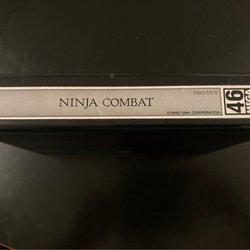 NEO-MVS
NINJA COMBAT
©1990 SNK CORPORATION
46
MEGA